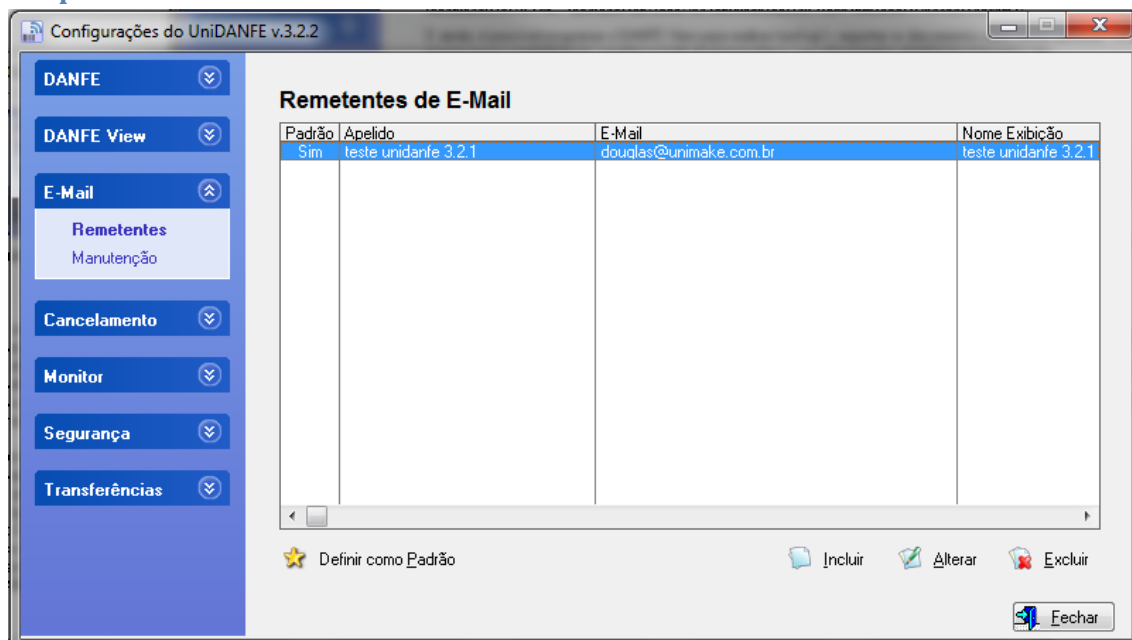 Configurações do UniDANFE v.3.2.2
DANFE
DANFE View
E-Mail
Remetentes
Manutenção
Cancelamento
Monitor
Segurança
Transferências
Remetentes de E-Mail
Padrão Apelido E-Mail Nome Exibição
Sim teste unidanfe 3.2.1 douglas@unimake.com.br teste unidanfe 3.2.1
Definir como Padrão Incluir Alterar Excluir
Fechar